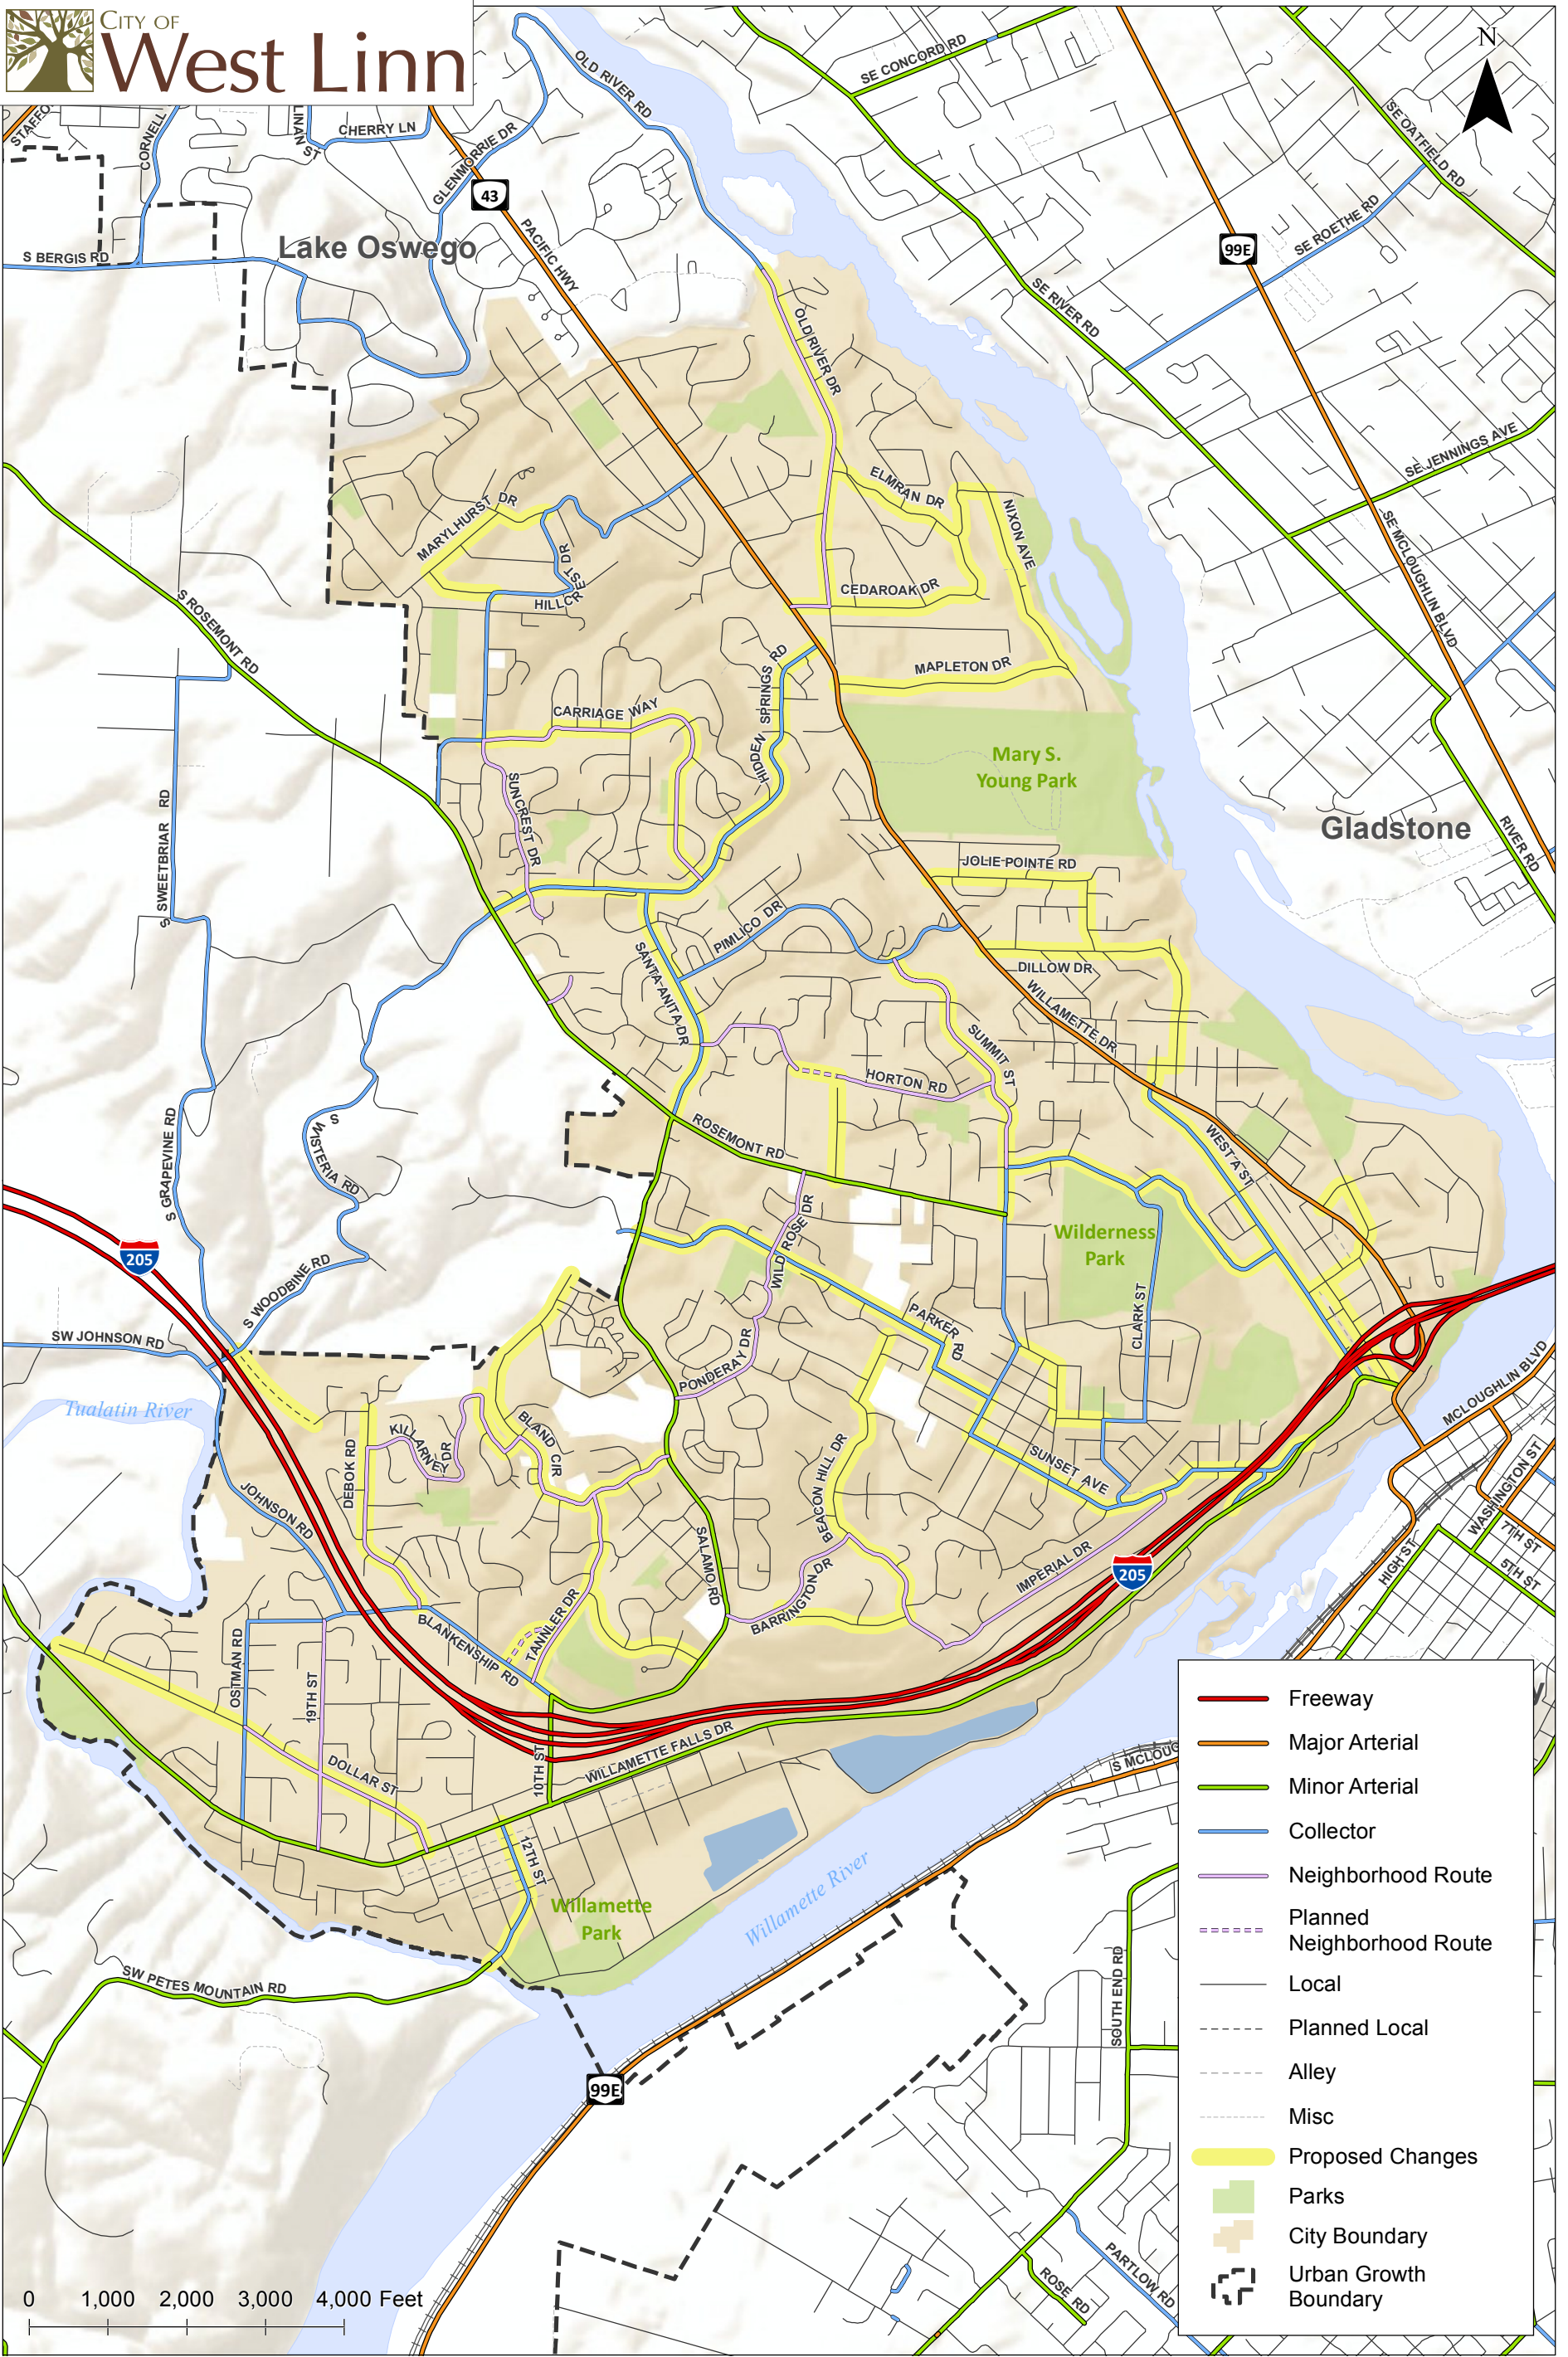 CITY OF
West Linn
N
OLD RIVER RD
SE CONCORD RD
SE OATFIELD RD
STAFFO
CORNELL
LINAN ST
CHERRY LN
GLENMORRIE DR
43
PACIFIC HWY
Lake Oswego
S BERGIS RD
99E
SE ROETHE RD
SE RIVER RD
OLD RIVER DR
SE JENNINGS AVE
ELMRAN DR
NIXON AVE
MARYLHURST DR
HILLCREST DR
CEDAROAK DR
SE MCLOUGHLIN BLVD
S ROSEMONT RD
MAPLETON DR
HIDDEN SPRINGS RD
CARRIAGE WAY
Mary S.
Young Park
SUNCREST DR
S SWEETBRIAR RD
Gladstone
RIVER RD
JOLIE POINTE RD
PIMLICO DR
SANTA ANITA DR
DILLOW DR
WILLAMETTE DR
SUMMIT ST
HORTON RD
ROSEMONT RD
S GRAPEVINE RD
S WISTERIA RD
WEST A ST
WILD ROSE DR
Wilderness
Park
205
S WOODBINE RD
SW JOHNSON RD
PARKER RD
CLARK ST
PONDERAY DR
MCLOUGHLIN BLVD
Tualatin River
KILLARNEY DR
BLAND CIR
DEBOK RD
BEACON HILL DR
SUNSET AVE
WASHINGTON ST
JOHNSON RD
7TH ST
5TH ST
HIGH ST
SALAMO RD
IMPERIAL DR
205
BARRINGTON DR
TANNLER DR
BLANKENSHIP RD
OSTMAN RD
19TH ST
DOLLAR ST
10TH ST
WILLAMETTE FALLS DR
S MCLOUG
12TH ST
Willamette
Park
Willamette River
SW PETES MOUNTAIN RD
SOUTH END RD
99E
PARTLOW RD
ROSE RD
Freeway
Major Arterial
Minor Arterial
Collector
Neighborhood Route
Planned
Neighborhood Route
Local
Planned Local
Alley
Misc
Proposed Changes
Parks
City Boundary
Urban Growth
Boundary
0 1,000 2,000 3,000 4,000 Feet